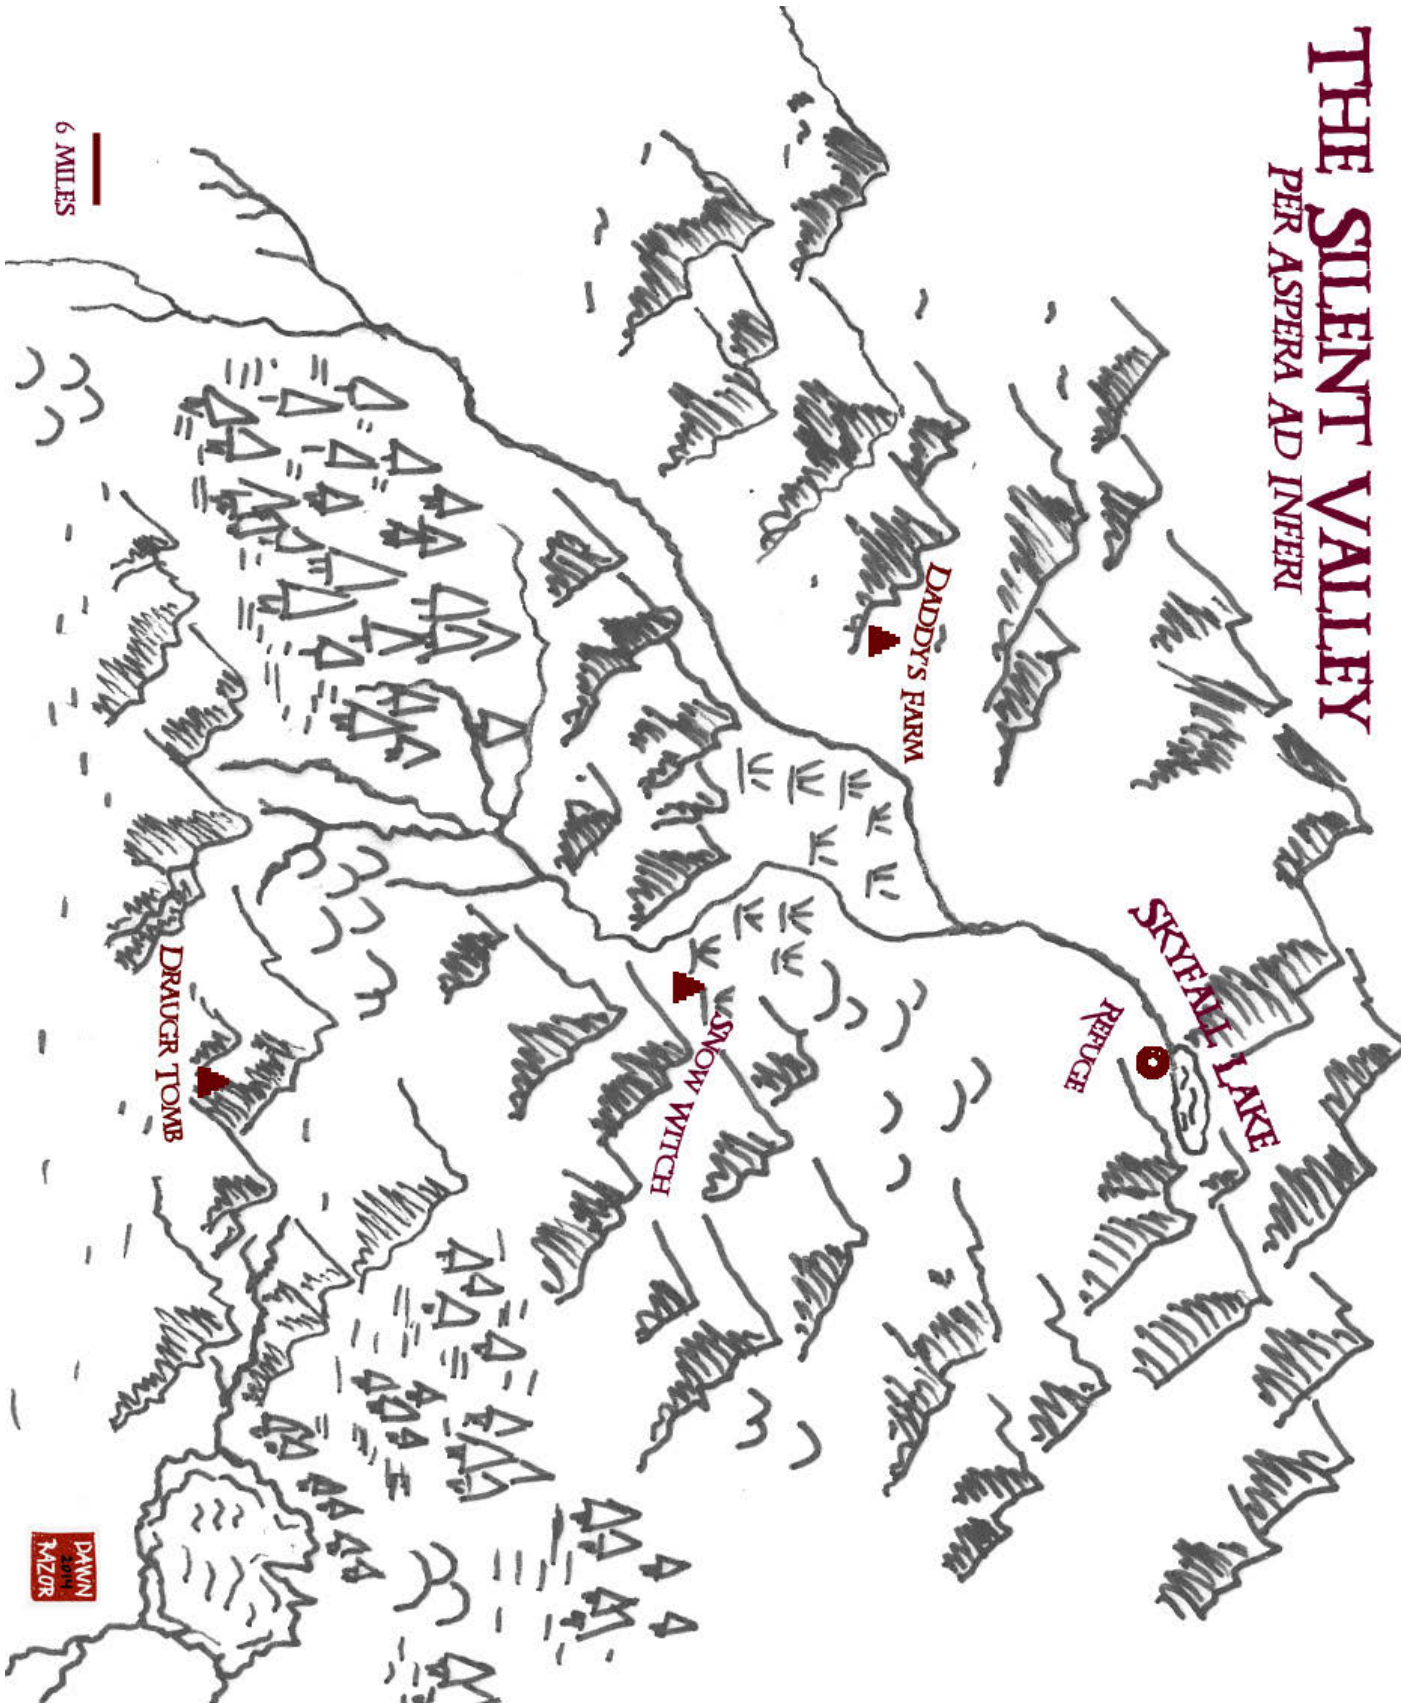 THE SILENT VALLEY
PER ASPERA AD INFERI
SKYFALL LAKE
REFUGE
DADDY'S FARM
SNOW WITCH
DRAUGR TOMB
6 MILES
DAWN
2014
RAZOR